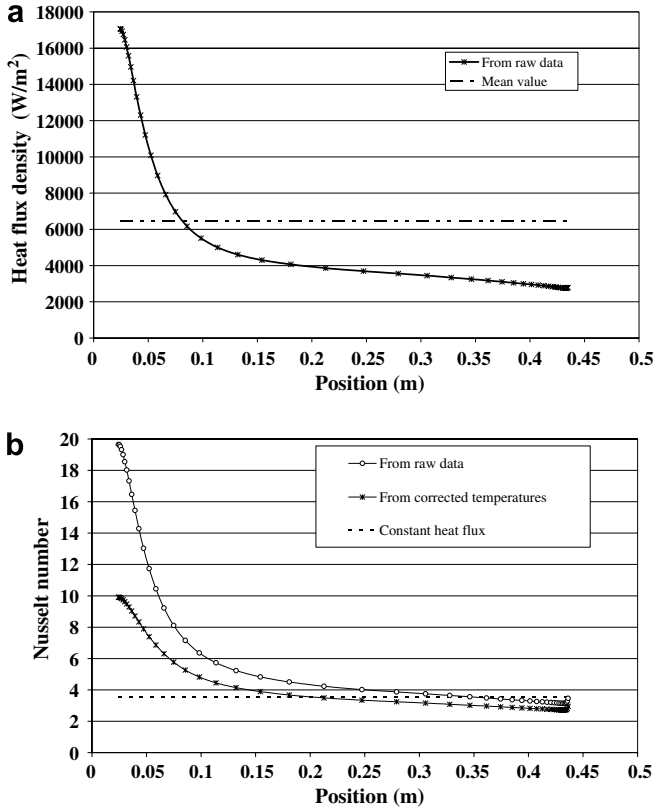 a
18000
16000
14000
12000
10000
8000
6000
4000
2000
0
Heat flux density (W/m²)
From raw data
Mean value
0 0.05 0.1 0.15 0.2 0.25 0.3 0.35 0.4 0.45 0.5
Position (m)
b
20
18
16
14
12
10
8
6
4
2
0
Nusselt number
From raw data
From corrected temperatures
Constant heat flux
0 0.05 0.1 0.15 0.2 0.25 0.3 0.35 0.4 0.45 0.5
Position (m)